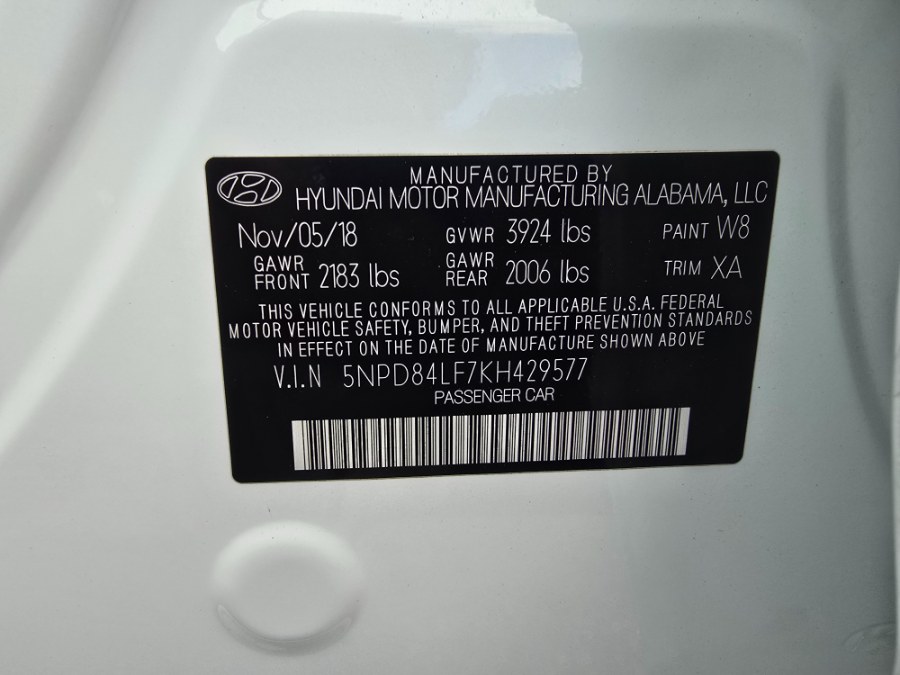 MANUFACTURED BY
HYUNDAI MOTOR MANUFACTURING ALABAMA, LLC
Nov/05/18 GVWR 3924 lbs PAINT W8
GAWR FRONT 2183 lbs GAWR REAR 2006 lbs TRIM XA
THIS VEHICLE CONFORMS TO ALL APPLICABLE U.S.A. FEDERAL
MOTOR VEHICLE SAFETY, BUMPER, AND THEFT PREVENTION STANDARDS
IN EFFECT ON THE DATE OF MANUFACTURE SHOWN ABOVE
V.I.N 5NPD84LF7KH429577
PASSENGER CAR